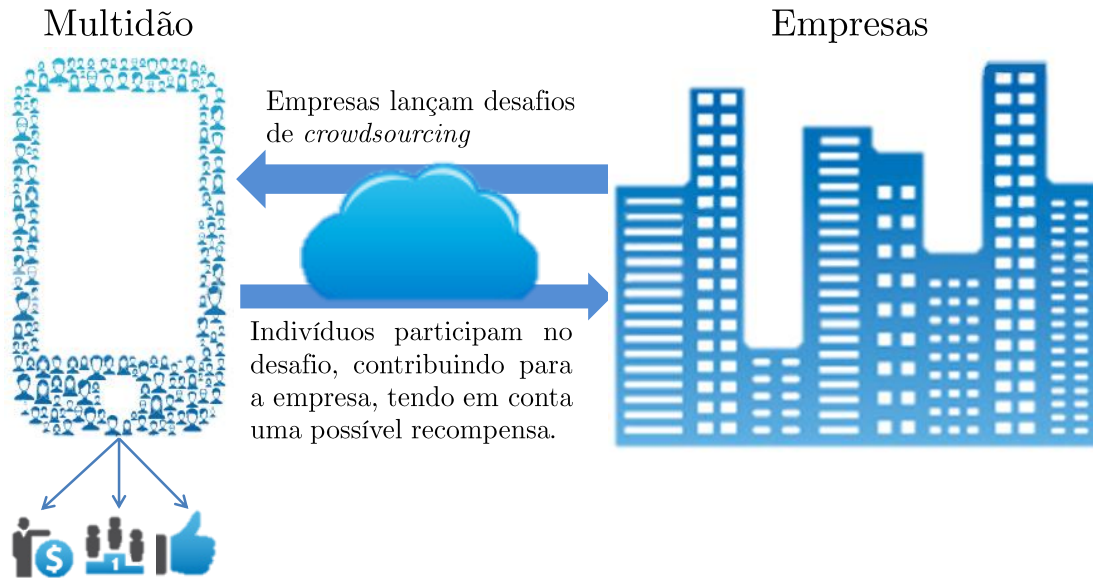 Multidão
Empresas
Empresas lançam desafios
de crowdsourcing
Indivíduos participam no
desafio, contribuindo para
a empresa, tendo em conta
uma possível recompensa.
$
1